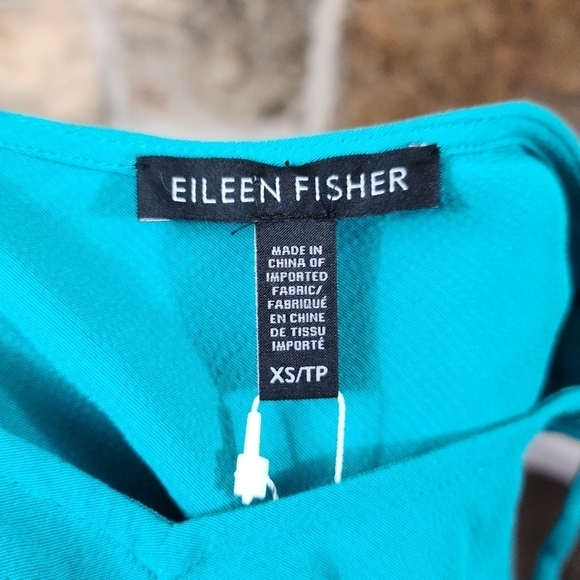 EILEEN FISHER
MADE IN
CHINA OF
IMPORTED
FABRIC/
FABRIQUÉ
EN CHINE
DE TISSU
IMPORTÉ
XS/TP